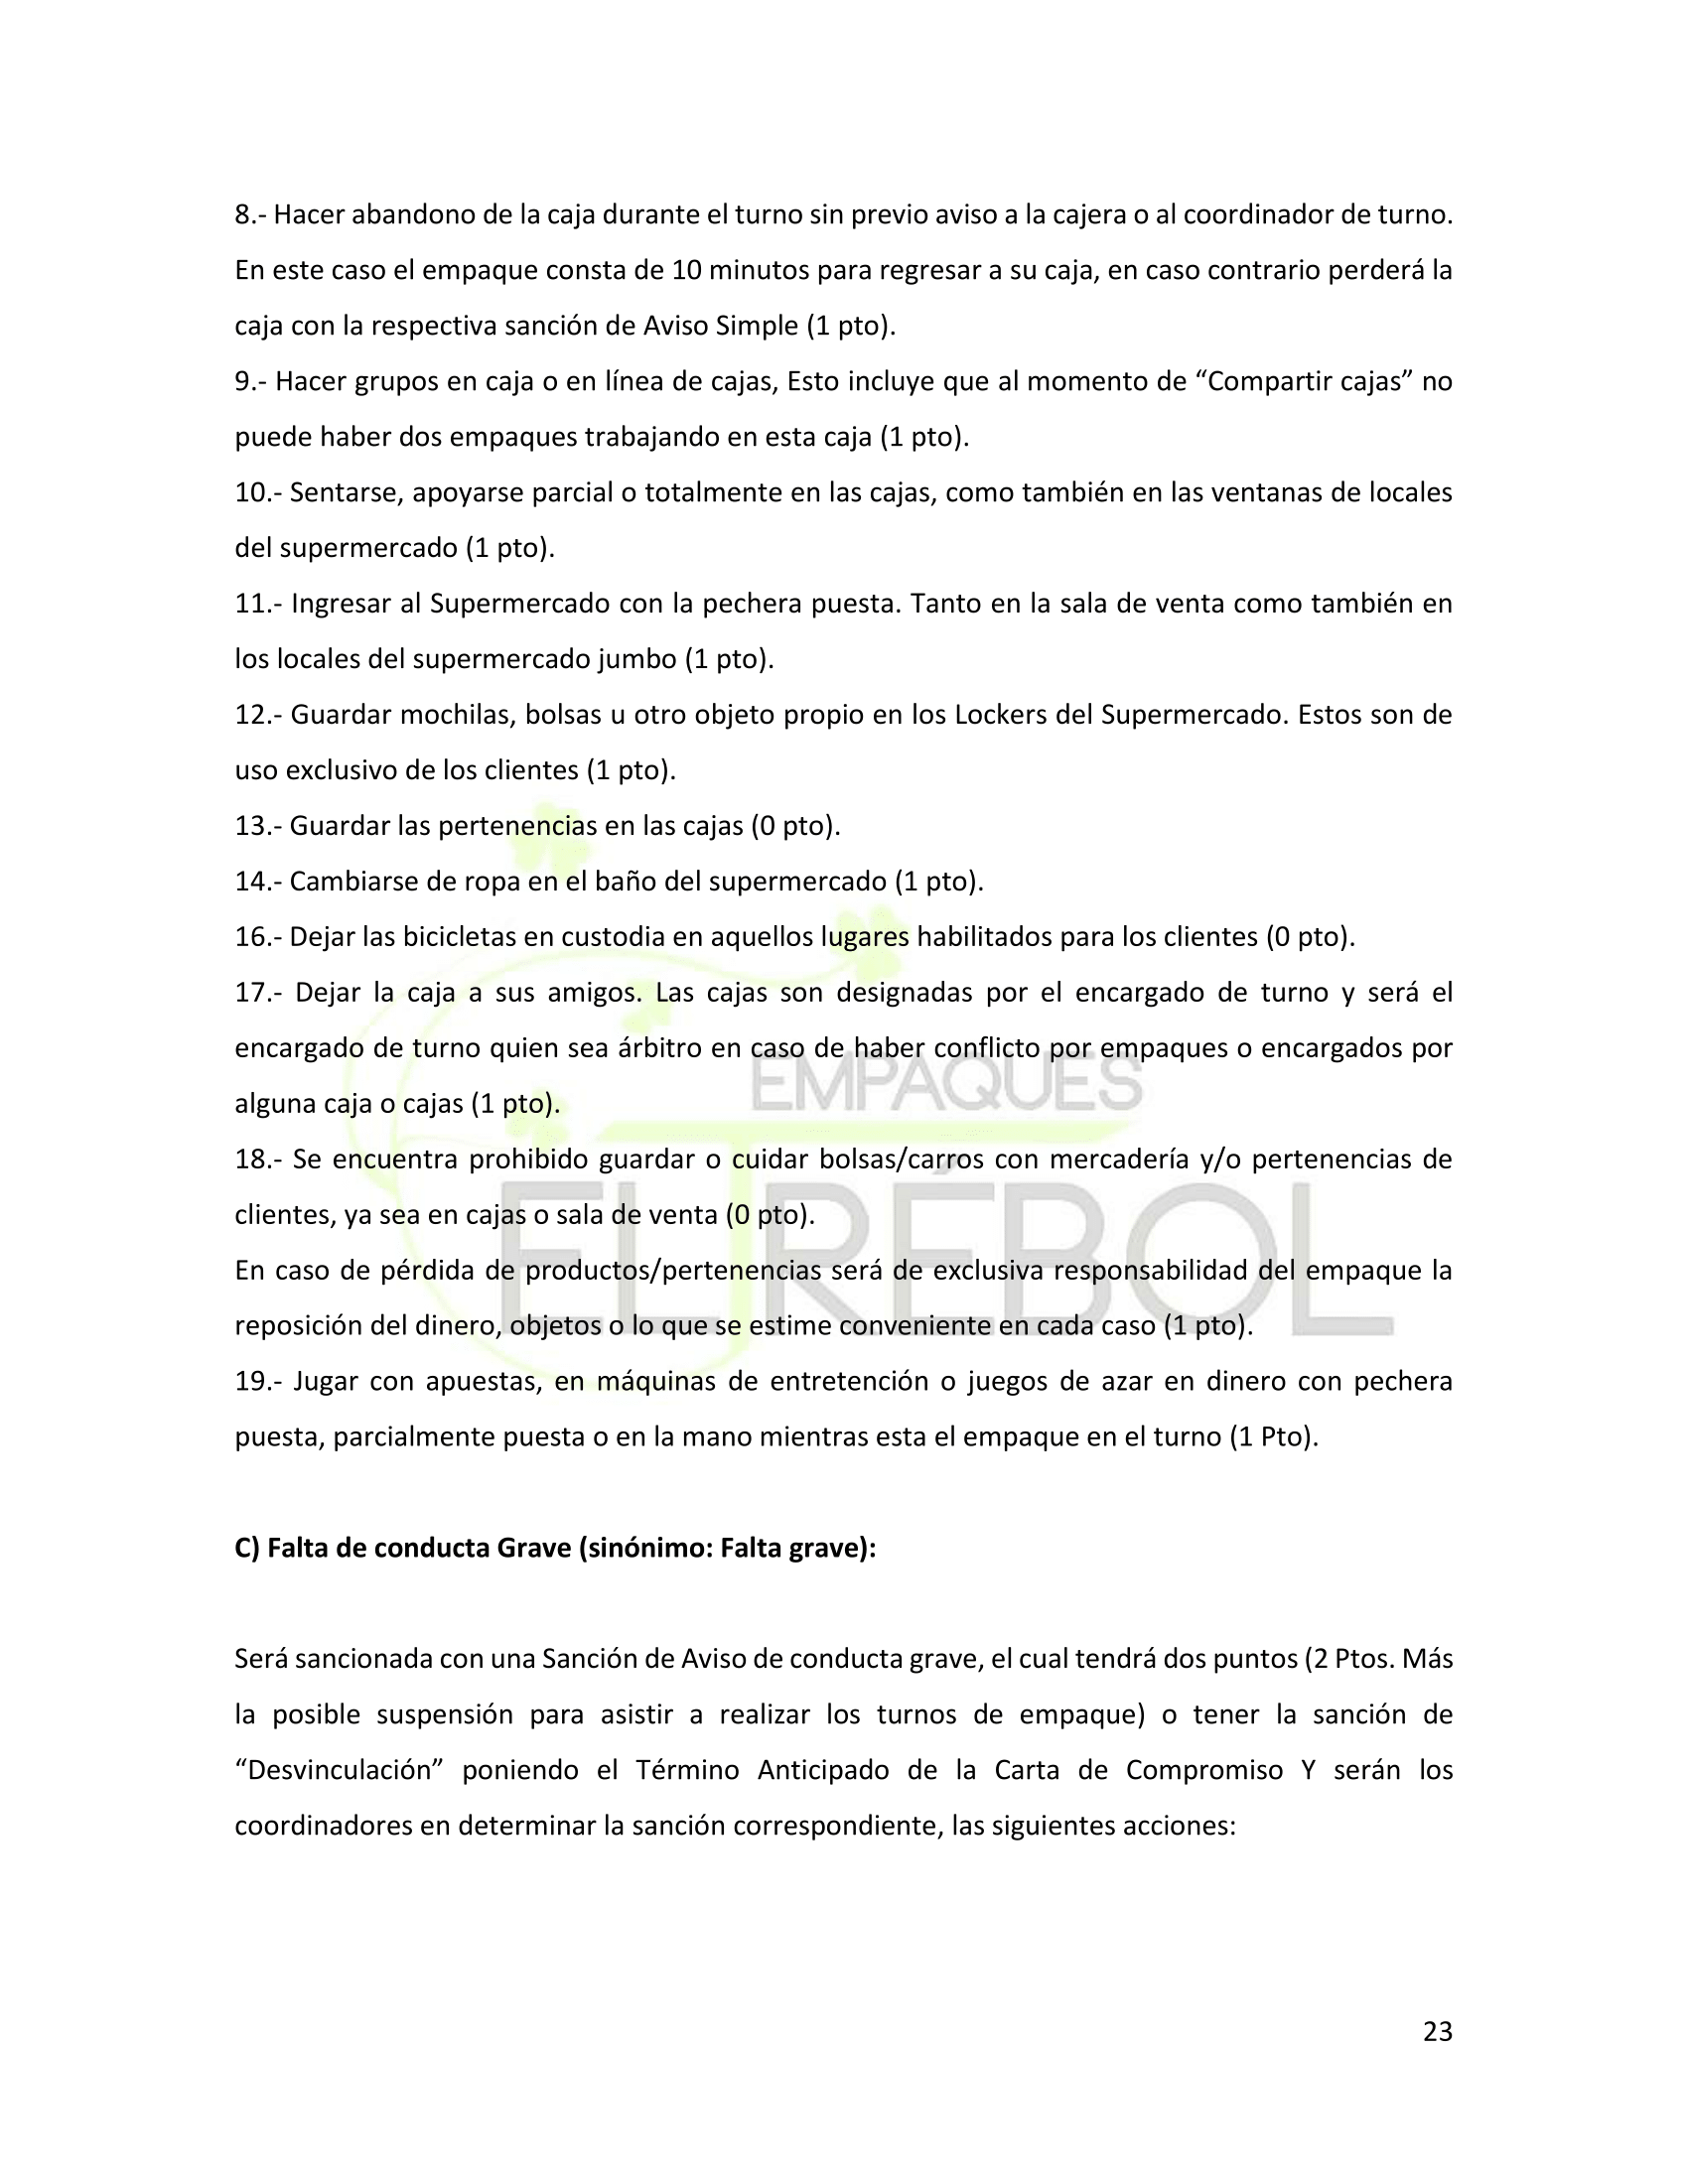 8.- Hacer abandono de la caja durante el turno sin previo aviso a la cajera o al coordinador de turno.
En este caso el empaque consta de 10 minutos para regresar a su caja, en caso contrario perderá la
caja con la respectiva sanción de Aviso Simple (1 pto).
9.- Hacer grupos en caja o en línea de cajas, Esto incluye que al momento de “Compartir cajas” no
puede haber dos empaques trabajando en esta caja (1 pto).
10.- Sentarse, apoyarse parcial o totalmente en las cajas, como también en las ventanas de locales
del supermercado (1 pto).
11.- Ingresar al Supermercado con la pechera puesta. Tanto en la sala de venta como también en
los locales del supermercado jumbo (1 pto).
12.- Guardar mochilas, bolsas u otro objeto propio en los Lockers del Supermercado. Estos son de
uso exclusivo de los clientes (1 pto).
13.- Guardar las pertenencias en las cajas (0 pto).
14.- Cambiarse de ropa en el baño del supermercado (1 pto).
16.- Dejar las bicicletas en custodia en aquellos lugares habilitados para los clientes (0 pto).
17.- Dejar la caja a sus amigos. Las cajas son designadas por el encargado de turno y será el
encargado de turno quien sea árbitro en caso de haber conflicto por empaques o encargados por
alguna caja o cajas (1 pto).
EMPAQUES
18.- Se encuentra prohibido guardar o cuidar bolsas/carros con mercadería y/o pertenencias de
clientes, ya sea en cajas o sala de venta (0 pto).
EL TRÉBOL
En caso de pérdida de productos/pertenencias será de exclusiva responsabilidad del empaque la
reposición del dinero, objetos o lo que se estime conveniente en cada caso (1 pto).
19.- Jugar con apuestas, en máquinas de entretención o juegos de azar en dinero con pechera
puesta, parcialmente puesta o en la mano mientras esta el empaque en el turno (1 Pto).
C) Falta de conducta Grave (sinónimo: Falta grave):
Será sancionada con una Sanción de Aviso de conducta grave, el cual tendrá dos puntos (2 Ptos. Más
la posible suspensión para asistir a realizar los turnos de empaque) o tener la sanción de
“Desvinculación” poniendo el Término Anticipado de la Carta de Compromiso Y serán los
coordinadores en determinar la sanción correspondiente, las siguientes acciones:
23